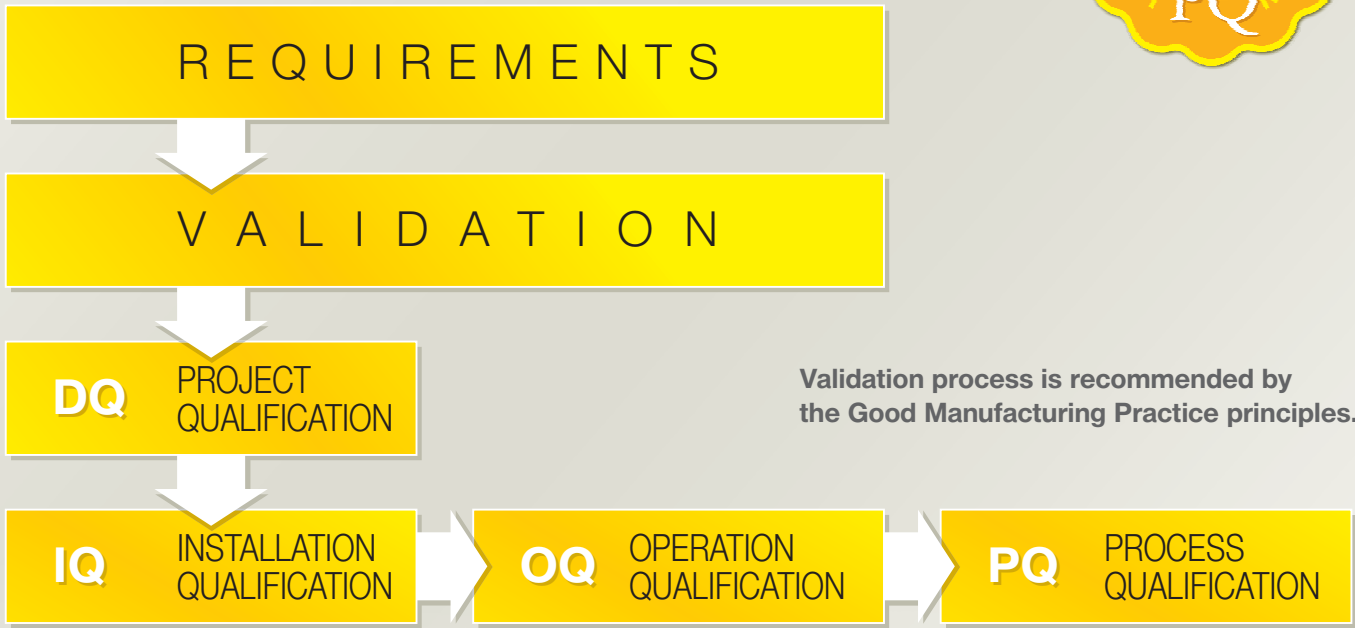 PQ
REQUIREMENTS
VALIDATION
DQ PROJECT
QUALIFICATION
Validation process is recommended by
the Good Manufacturing Practice principles.
IQ INSTALLATION
QUALIFICATION
OQ OPERATION
QUALIFICATION
PQ PROCESS
QUALIFICATION